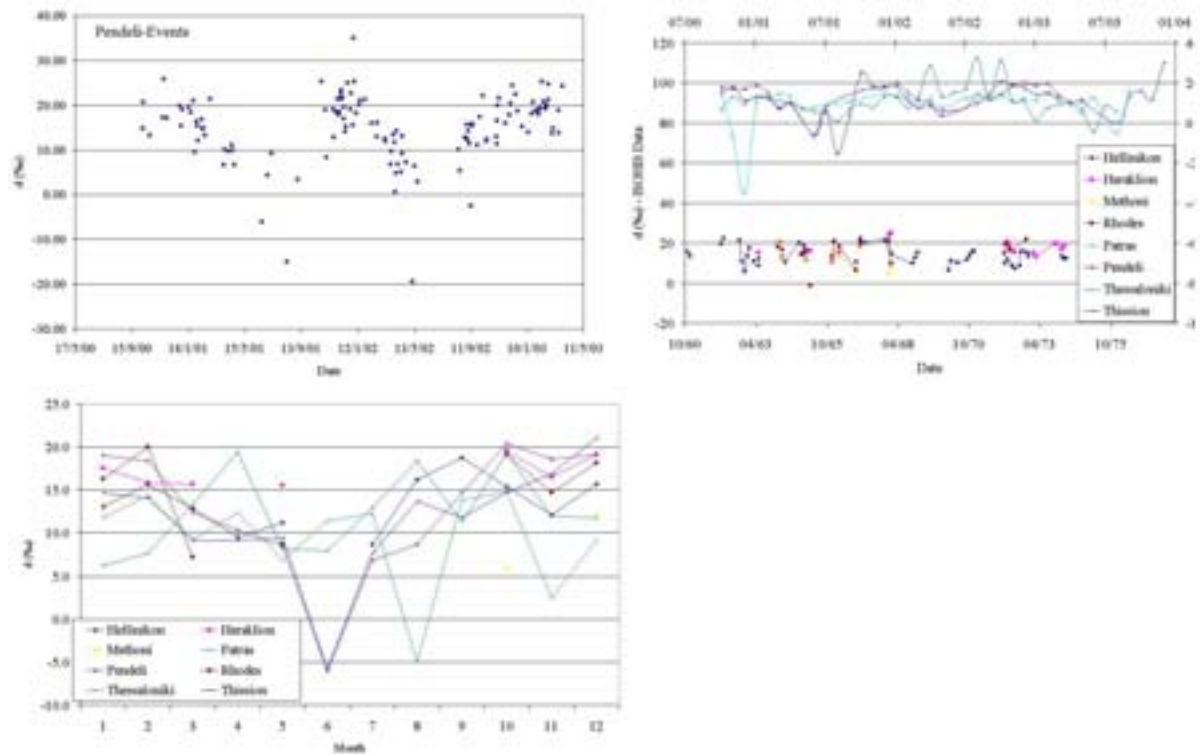 Pendeli-Events
40.00
30.00
20.00
10.00
0.00
-10.00
-20.00
-30.00
d (‰)
17/5/00 15/9/00 14/1/01 15/5/01 13/9/01 12/1/02 13/5/02 11/9/02 10/1/03 11/5/03
Date
07/00 01/01 07/01 01/02 07/02 01/03 07/03 01/04
120
100
80
60
40
20
0
-20
10/60 04/63 10/65 04/68 10/70 04/73 10/75
Date
Hellinikon
Heraklion
Methoni
Rhodes
Patras
Pendeli
Thessaloniki
Thission
25.0
20.0
15.0
10.0
5.0
0.0
-5.0
-10.0
d (‰)
Hellinikon Heraklion
Methoni Patras
Pendeli Rhodes
Thessaloniki Thission
1 2 3 4 5 6 7 8 9 10 11 12
Month